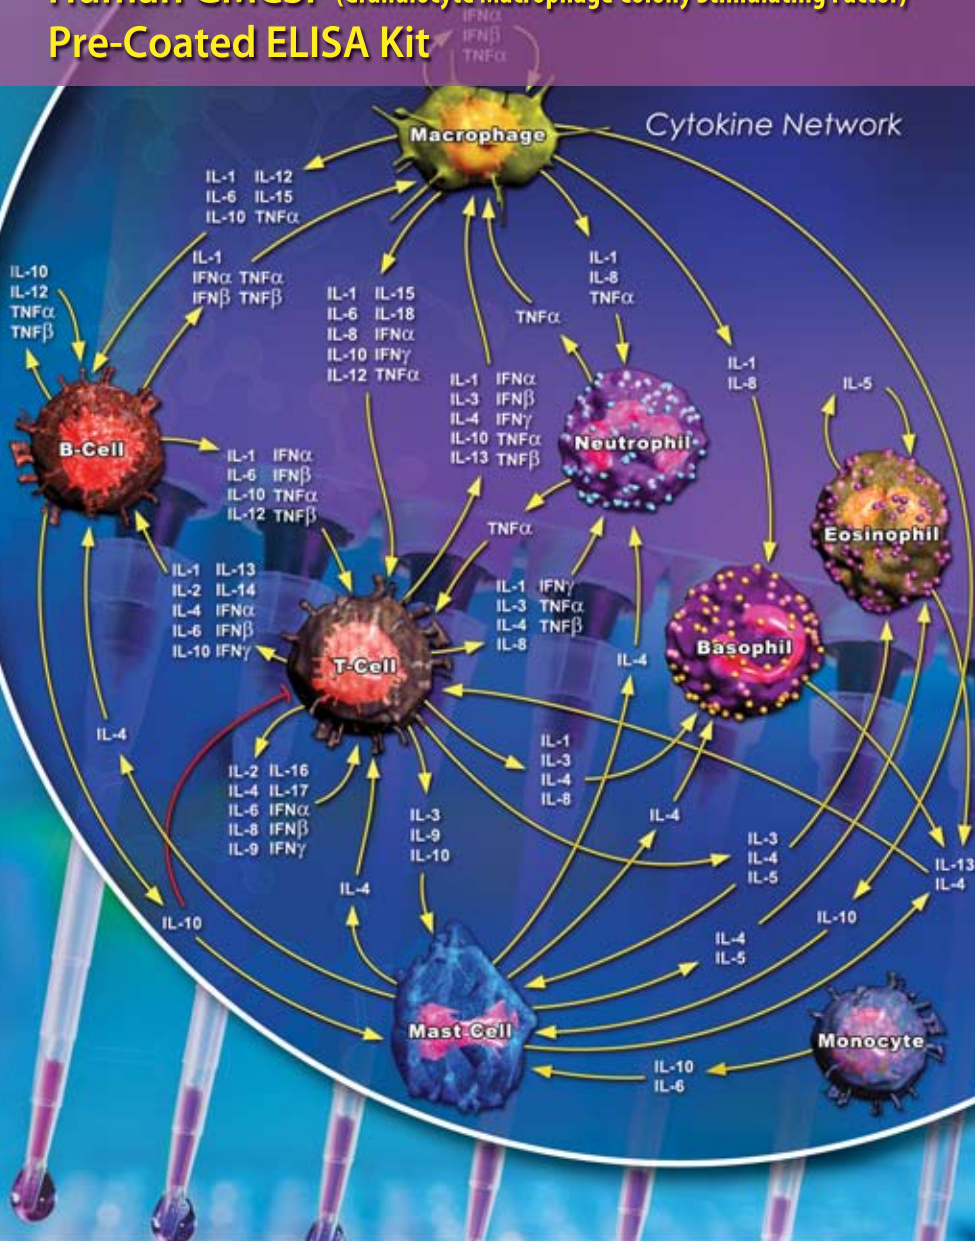 Human GMCSF (Granulocyte Macrophage Colony Stimulating Factor)
Pre-Coated ELISA Kit
IFNα
IFNβ
TNFα
Macrophage
Cytokine Network
IL-1 IL-12
IL-6 IL-15
IL-10 TNFα
IL-1
IFNα TNFα
IFNβ TNFβ
IL-10
IL-12
TNFα
TNFβ
IL-1 IL-15
IL-6 IL-18
IL-8 IFNα
IL-10 IFNγ
IL-12 TNFα
IL-1
IL-8
TNFα
TNFα
IL-1
IL-8
IL-1 IFNα
IL-3 IFNβ
IL-4 IFNγ
IL-10 TNFα
IL-13 TNFβ
IL-5
B-Cell
Neutrophil
IL-1 IFNα
IL-6 IFNβ
IL-10 TNFα
IL-12 TNFβ
TNFα
Eosinophil
IL-1 IL-13
IL-2 IL-14
IL-4 IFNα
IL-6 IFNβ
IL-10 IFNγ
IL-1 IFNγ
IL-3 TNFα
IL-4 TNFβ
IL-8
T-Cell
IL-4
Basophil
IL-4
IL-1
IL-3
IL-4
IL-8
IL-2 IL-16
IL-4 IL-17
IL-6 IFNα
IL-8 IFNβ
IL-9 IFNγ
IL-3
IL-9
IL-10
IL-4
IL-3
IL-4
IL-5
IL-13
IL-4
IL-4
IL-10
IL-10
IL-4
IL-5
Mast Cell
Monocyte
IL-10
IL-6